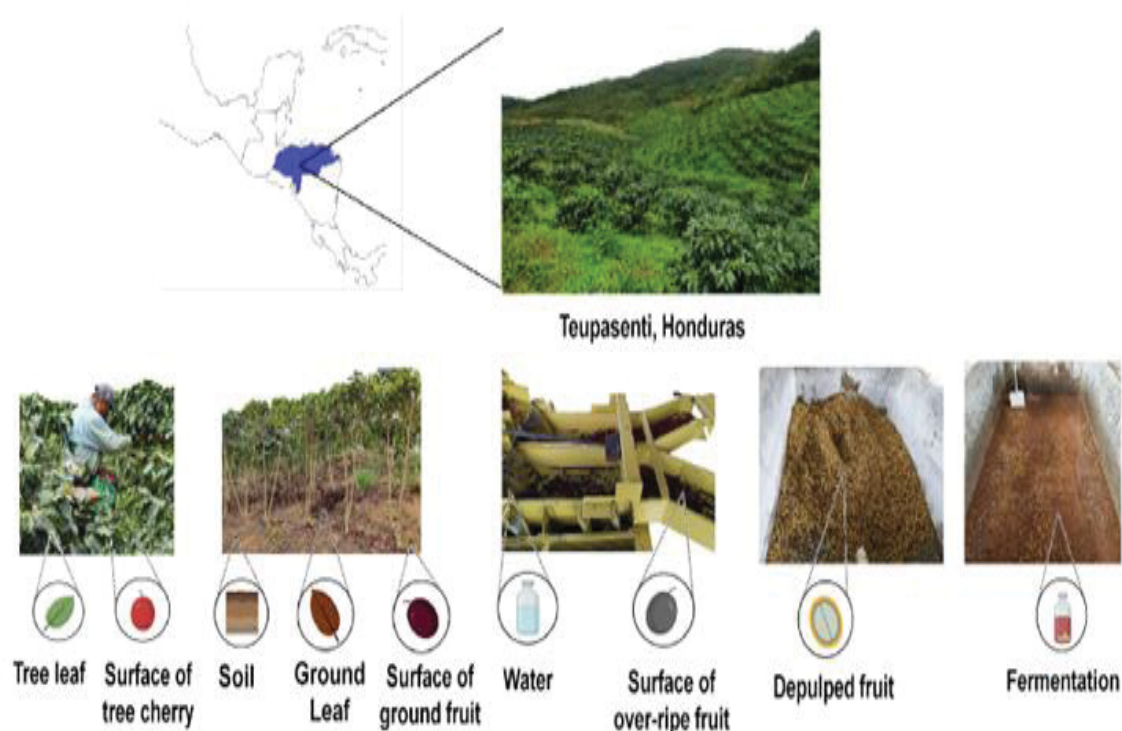 Teupasenti, Honduras
Tree leaf
Surface of
tree cherry
Soil
Ground
Leaf
Surface of
ground fruit
Water
Surface of
over-ripe fruit
Depulped fruit
Fermentation